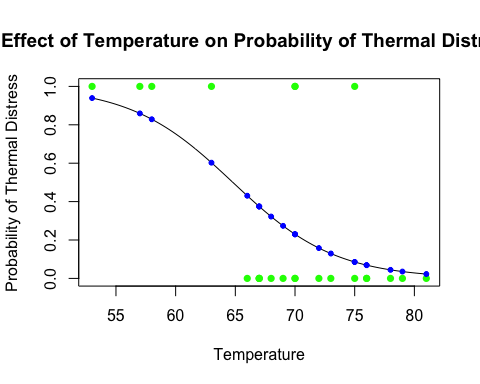 Effect of Temperature on Probability of Thermal Distr
Probability of Thermal Distress
1.0
0.8
0.6
0.4
0.2
0.0
55 60 65 70 75 80
Temperature